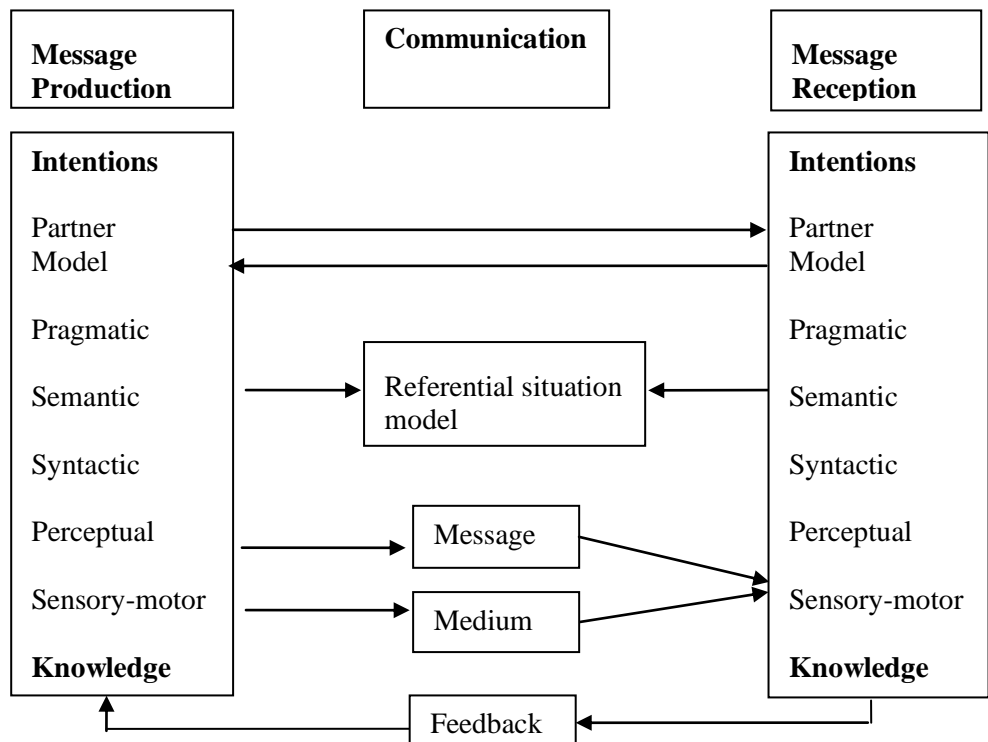 Message
Production
Communication
Message
Reception
Intentions
Partner
Model
Pragmatic
Semantic
Syntactic
Perceptual
Sensory-motor
Knowledge
Referential situation
model
Message
Medium
Feedback
Intentions
Partner
Model
Pragmatic
Semantic
Syntactic
Perceptual
Sensory-motor
Knowledge